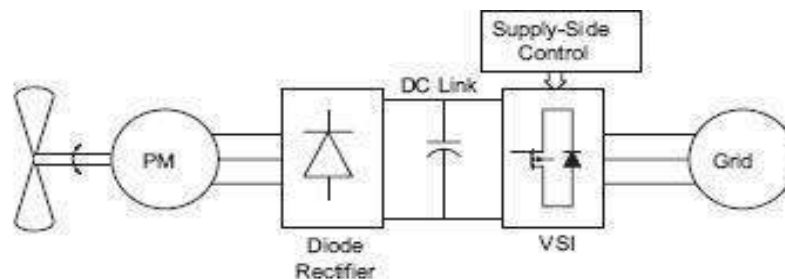 Supply-Side
Control
DC Link
PM
Grid
Diode
Rectifier
VSI